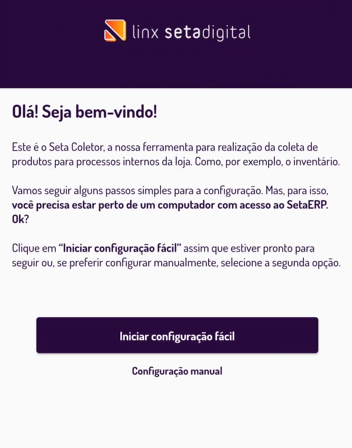 linx setadigital
Olá! Seja bem-vindo!
Este é o Seta Coletor, a nossa ferramenta para realização da coleta de
produtos para processos internos da loja. Como, por exemplo, o inventário.
Vamos seguir alguns passos simples para a configuração. Mas, para isso,
você precisa estar perto de um computador com acesso ao SetaERP.
Ok?
Clique em “Iniciar configuração fácil” assim que estiver pronto para
seguir ou, se preferir configurar manualmente, selecione a segunda opção.
Iniciar configuração fácil
Configuração manual